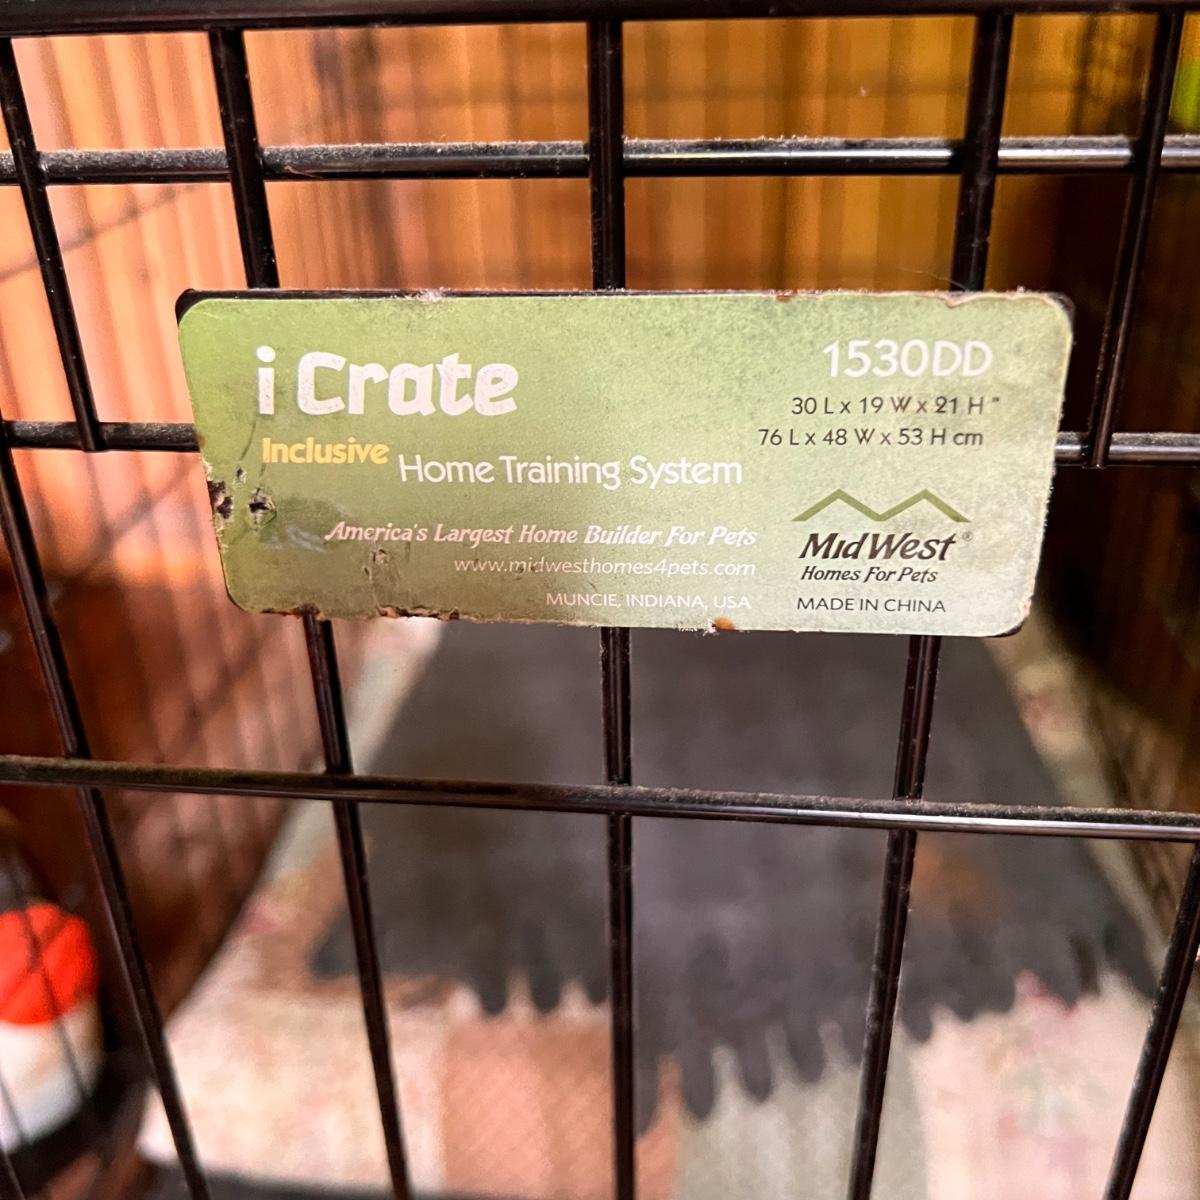 i Crate
Inclusive Home Training System
America's Largest Home Builder For Pets
www.midwesthomes4pets.com
MUNCIE, INDIANA, USA
1530DD
30 L x 19 W x 21 H "
76 L x 48 W x 53 H cm
MidWest®
Homes For Pets
MADE IN CHINA